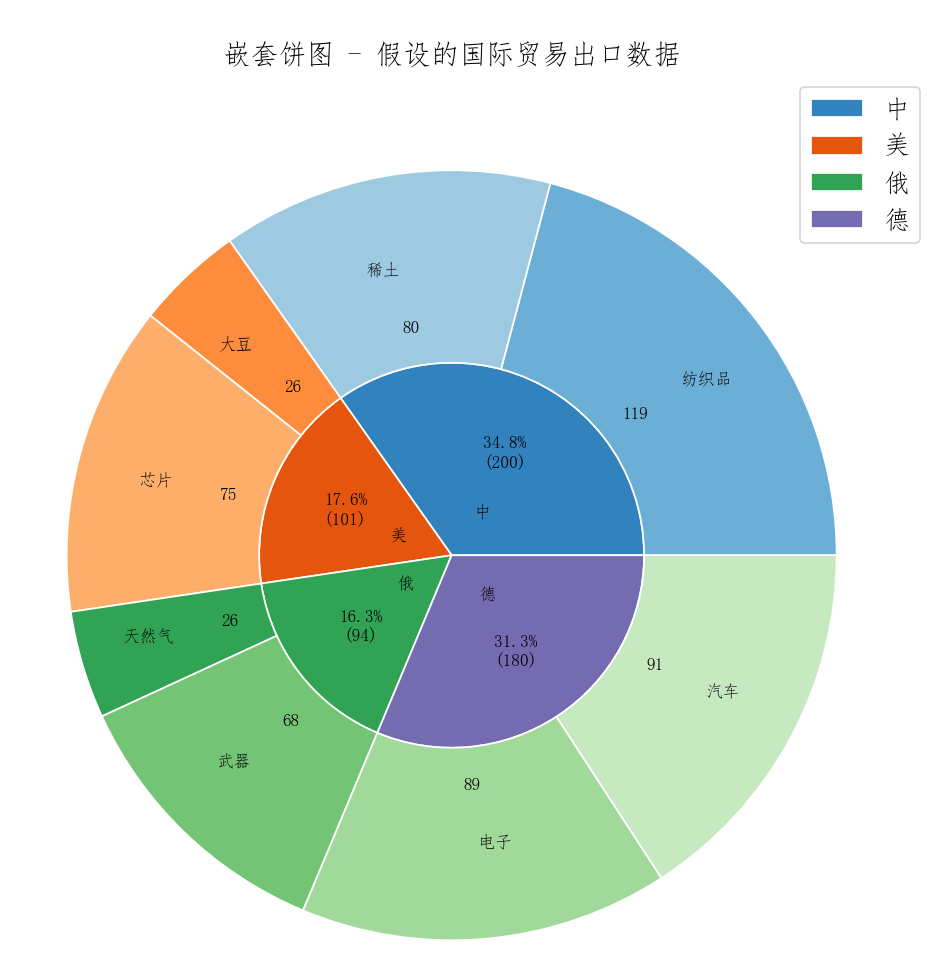 嵌套饼图 - 假设的国际贸易出口数据
中
美
俄
德
稀土
80
大豆
26
纺织品
119
芯片
75
34.8%
(200)
中
17.6%
(101)
美
俄
16.3%
(94)
德
31.3%
(180)
天然气
26
武器
68
汽车
91
电子
89